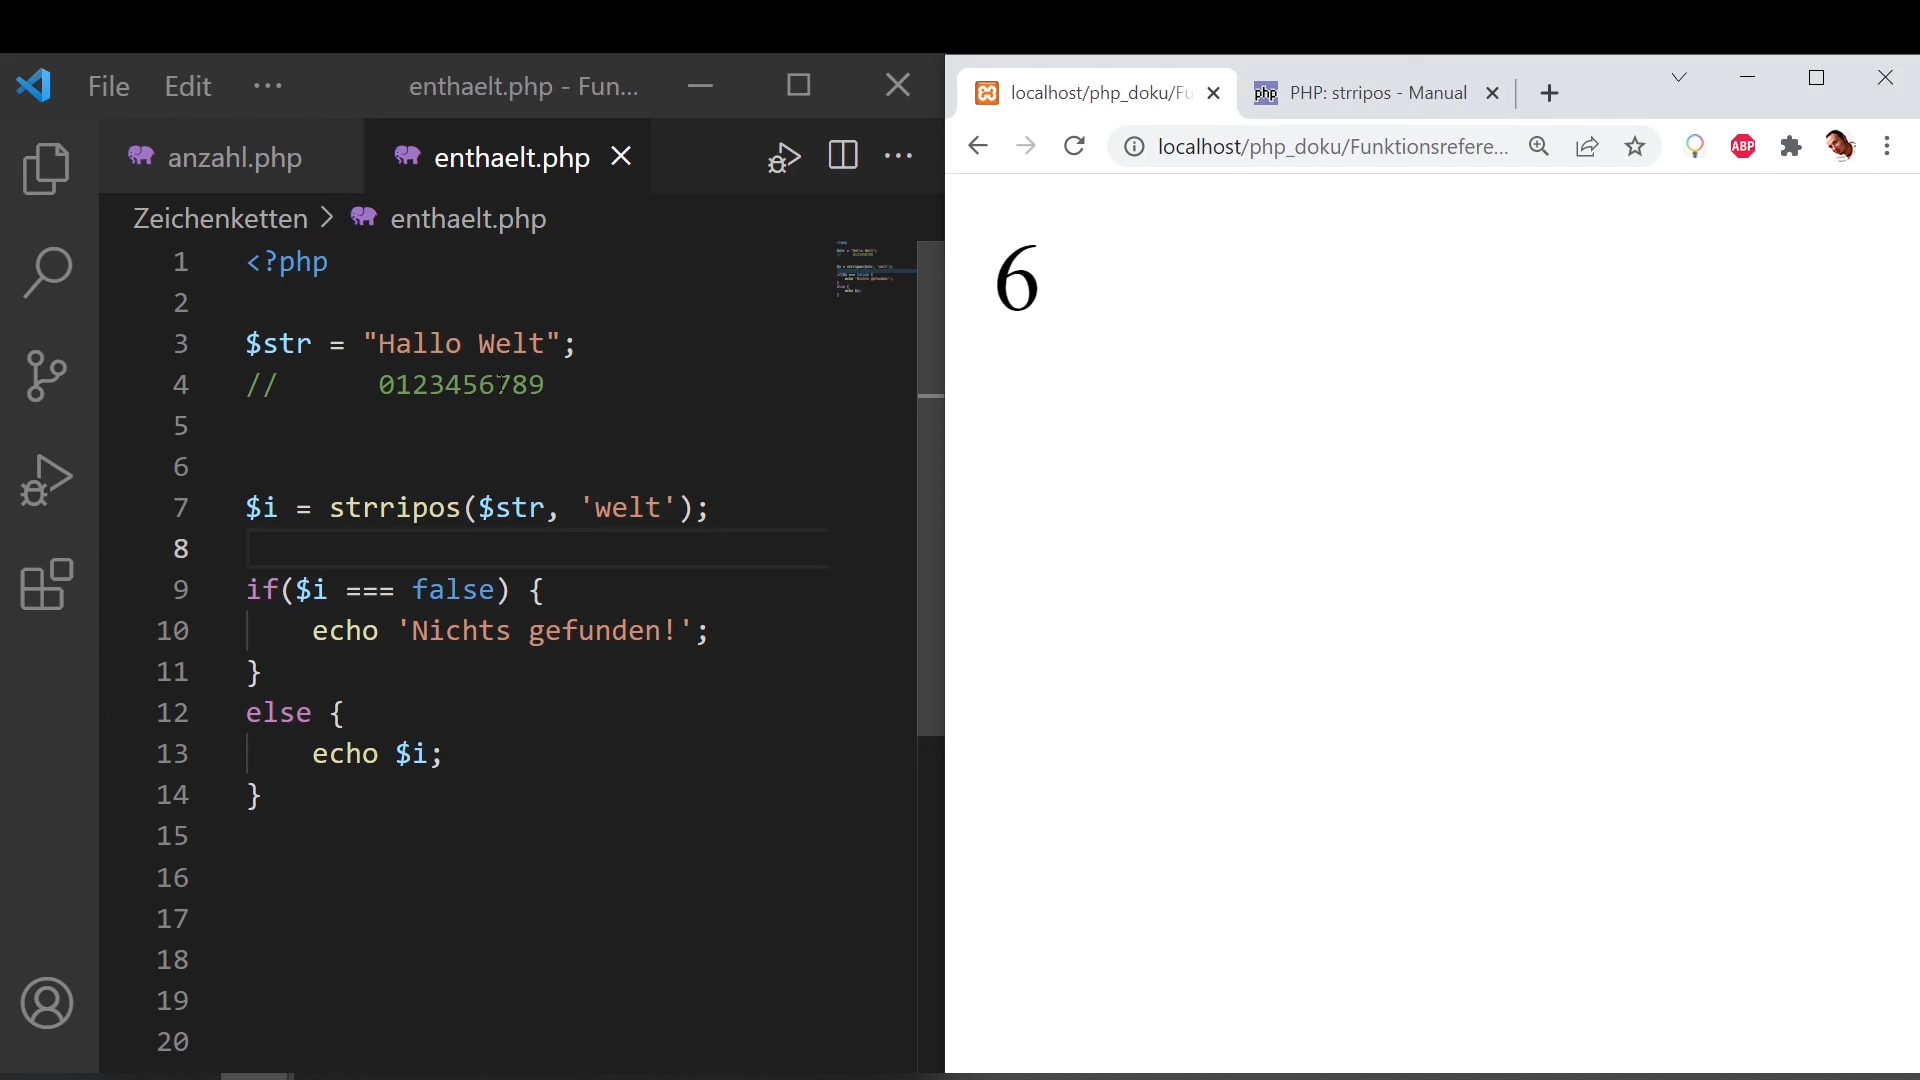 File Edit ··· enthaelt.php - Fun...
anzahl.php enthaelt.php
Zeichenketten > enthaelt.php
1 <?php
2
3 $str = "Hallo Welt";
4 //      0123456789
5
6
7 $i = strripos($str, 'welt');
8
9 if($i === false) {
10     echo 'Nichts gefunden!';
11 }
12 else {
13     echo $i;
14 }
15
16
17
18
19
20
localhost/php_doku/Fu php PHP: strripos - Manual
localhost/php_doku/Funktionsrefere... ABP
6